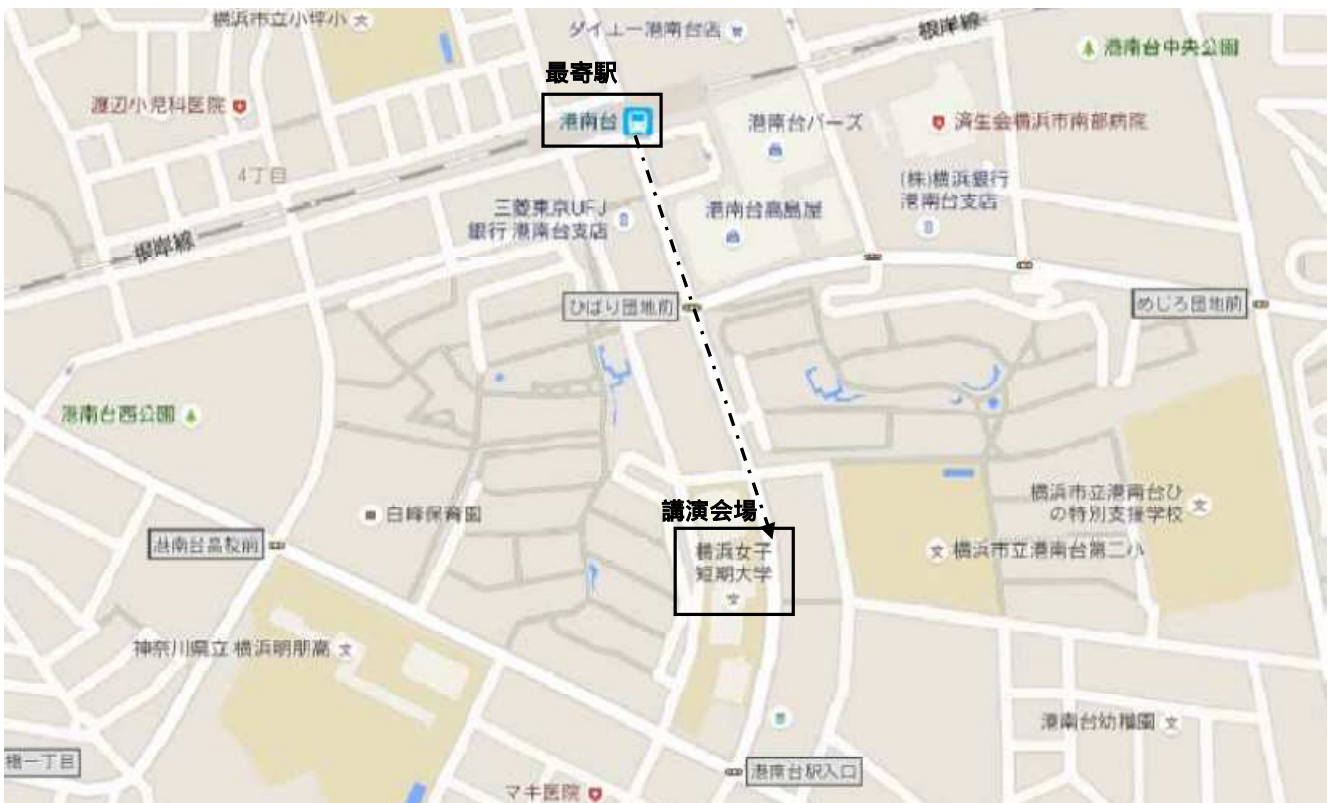 横浜市立小坪小
ダイエー港南台店
根岸線
港南台中央公園
最寄駅
渡辺小児科医院
港南台
港南台バーズ
済生会横浜市南部病院
4丁目
(株)横浜銀行
港南台支店
三菱東京UFJ
銀行 港南台支店
港南台高島屋
根岸線
ひばり団地前
めじろ団地前
港南台西公園
白峰保育園
講演会場
横浜市立港南台ひ
の特別支援学校
港南台高校前
横浜女子
短期大学
文
文 横浜市立港南台第二小
神奈川県立 横浜明朋高 文
港南台幼稚園 文
橋一丁目
港南台駅入口
マキ医院